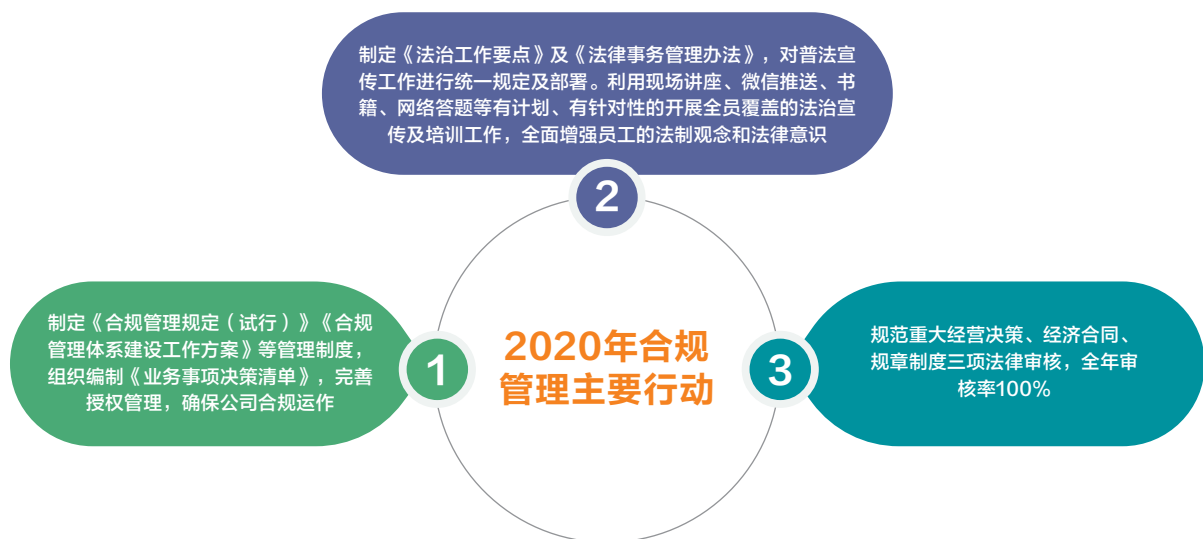 制定《法治工作要点》及《法律事务管理办法》，对普法宣
传工作进行统一规定及部署。利用现场讲座、微信推送、书
籍、网络答题等有计划、有针对性的开展全员覆盖的法治宣
传及培训工作，全面增强员工的法制观念和法律意识
2
制定《合规管理规定（试行）》《合规
管理体系建设工作方案》等管理制度，
组织编制《业务事项决策清单》，完善
授权管理，确保公司合规运作
1
2020年合规
管理主要行动
3
规范重大经营决策、经济合同、
规章制度三项法律审核，全年审
核率100%